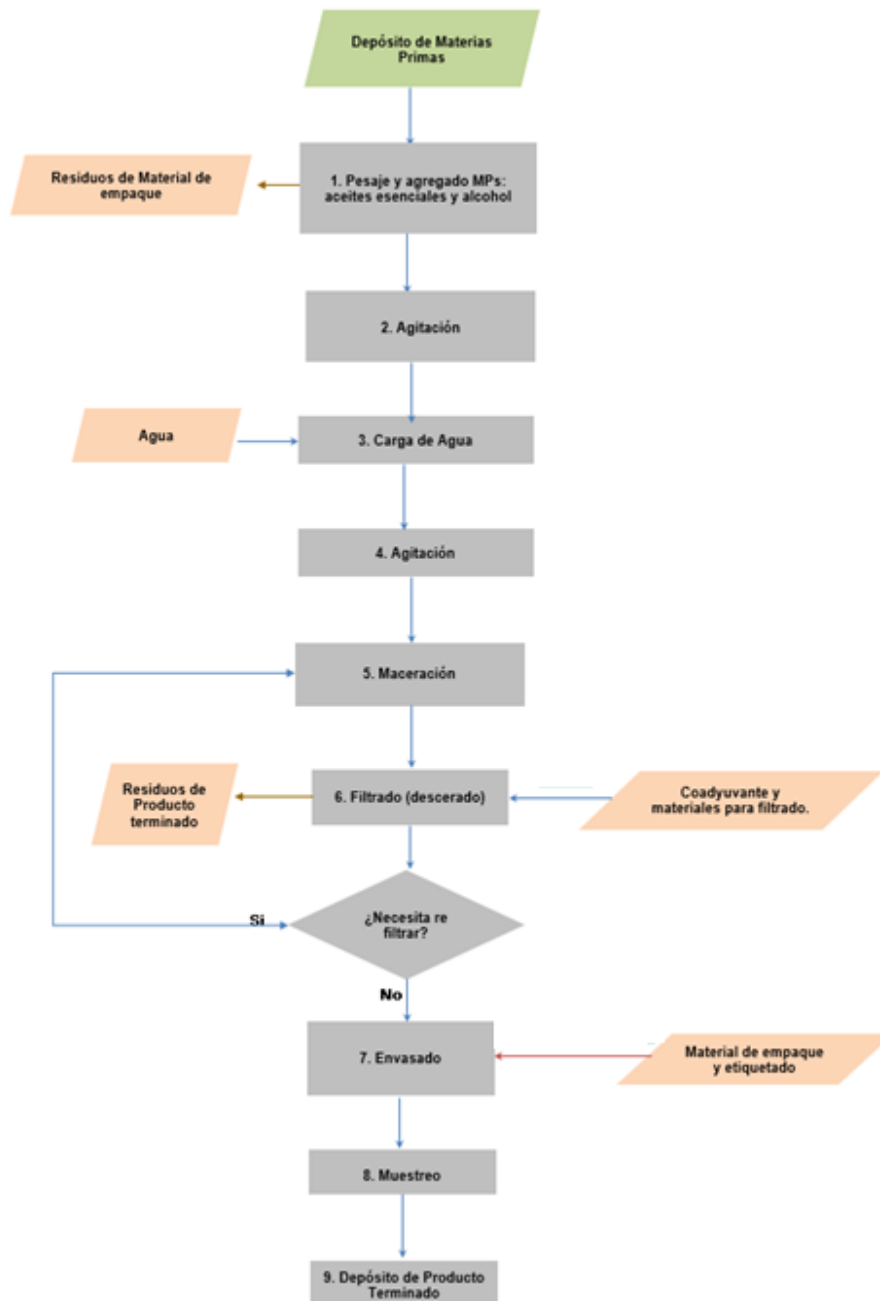 Depósito de Materias
Primas
Residuos de Material de
empaque
1. Pesaje y agregado MPs:
aceites esenciales y alcohol
2. Agitación
Agua
3. Carga de Agua
4. Agitación
5. Maceración
Residuos de
Producto
terminado
6. Filtrado (descerado)
Coadyuvante y
materiales para filtrado.
Si
¿Necesita re
filtrar?
No
7. Envasado
Material de empaque
y etiquetado
8. Muestreo
9. Depósito de Producto
Terminado